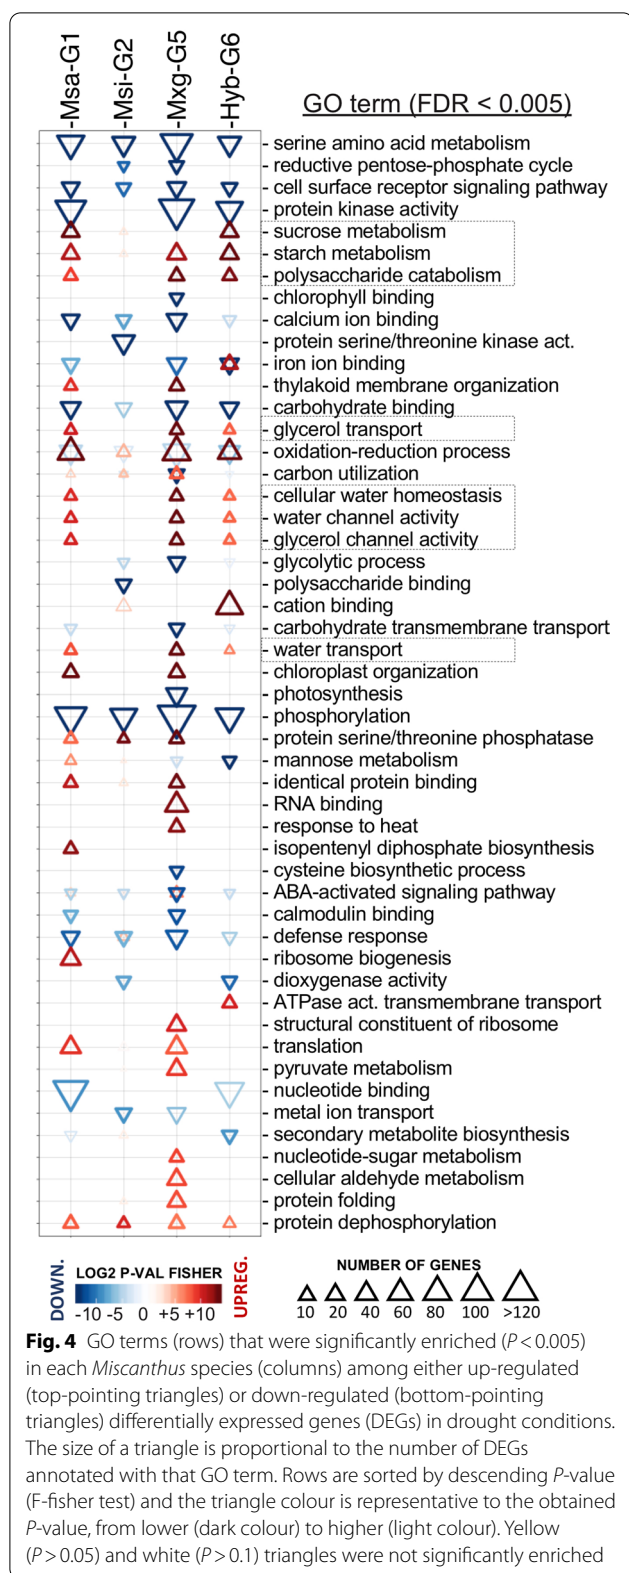 -Msa-G1
-Msi-G2
-Mxg-G5
-Hyb-G6
GO term (FDR < 0.005)
- serine amino acid metabolism
- reductive pentose-phosphate cycle
- cell surface receptor signaling pathway
- protein kinase activity
- sucrose metabolism
- starch metabolism
- polysaccharide catabolism
- chlorophyll binding
- calcium ion binding
- protein serine/threonine kinase act.
- iron ion binding
- thylakoid membrane organization
- carbohydrate binding
- glycerol transport
- oxidation-reduction process
- carbon utilization
- cellular water homeostasis
- water channel activity
- glycerol channel activity
- glycolytic process
- polysaccharide binding
- cation binding
- carbohydrate transmembrane transport
- water transport
- chloroplast organization
- photosynthesis
- phosphorylation
- protein serine/threonine phosphatase
- mannose metabolism
- identical protein binding
- RNA binding
- response to heat
- isopentenyl diphosphate biosynthesis
- cysteine biosynthetic process
- ABA-activated signaling pathway
- calmodulin binding
- defense response
- ribosome biogenesis
- dioxygenase activity
- ATPase act. transmembrane transport
- structural constituent of ribosome
- translation
- pyruvate metabolism
- nucleotide binding
- metal ion transport
- secondary metabolite biosynthesis
- nucleotide-sugar metabolism
- cellular aldehyde metabolism
- protein folding
- protein dephosphorylation
DOWN.
LOG2 P-VAL FISHER
-10 -5 0 +5 +10
UPREG.
NUMBER OF GENES
10 20 40 60 80 100 >120
Fig. 4 GO terms (rows) that were significantly enriched (P < 0.005)
in each Miscanthus species (columns) among either up-regulated
(top-pointing triangles) or down-regulated (bottom-pointing
triangles) differentially expressed genes (DEGs) in drought conditions.
The size of a triangle is proportional to the number of DEGs
annotated with that GO term. Rows are sorted by descending P-value
(F-fisher test) and the triangle colour is representative to the obtained
P-value, from lower (dark colour) to higher (light colour). Yellow
(P > 0.05) and white (P > 0.1) triangles were not significantly enriched